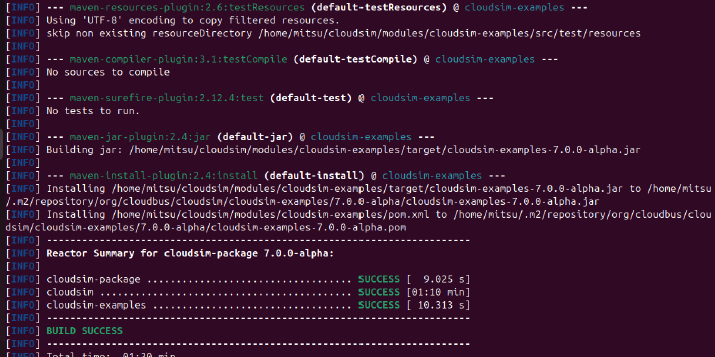 [INFO] --- maven-resources-plugin:2.6:testResources (default-testResources) @ cloudsim-examples ---
[INFO] Using 'UTF-8' encoding to copy filtered resources.
[INFO] skip non existing resourceDirectory /home/mitsu/cloudsim/modules/cloudsim-examples/src/test/resources
[INFO]
[INFO] --- maven-compiler-plugin:3.1:testCompile (default-testCompile) @ cloudsim-examples ---
[INFO] No sources to compile
[INFO]
[INFO] --- maven-surefire-plugin:2.12.4:test (default-test) @ cloudsim-examples ---
[INFO] No tests to run.
[INFO]
[INFO] --- maven-jar-plugin:2.4:jar (default-jar) @ cloudsim-examples ---
[INFO] Building jar: /home/mitsu/cloudsim/modules/cloudsim-examples/target/cloudsim-examples-7.0.0-alpha.jar
[INFO]
[INFO] --- maven-install-plugin:2.4:install (default-install) @ cloudsim-examples ---
[INFO] Installing /home/mitsu/cloudsim/modules/cloudsim-examples/target/cloudsim-examples-7.0.0-alpha.jar to /home/mitsu
/.m2/repository/org/cloudbus/cloudsim/cloudsim-examples/7.0.0-alpha/cloudsim-examples-7.0.0-alpha.jar
[INFO] Installing /home/mitsu/cloudsim/modules/cloudsim-examples/pom.xml to /home/mitsu/.m2/repository/org/cloudbus/clou
dsim/cloudsim-examples/7.0.0-alpha/cloudsim-examples-7.0.0-alpha.pom
[INFO] ------------------------------------------------------------------------
[INFO] Reactor Summary for cloudsim-package 7.0.0-alpha:
[INFO]
[INFO] cloudsim-package ................................... SUCCESS [  9.025 s]
[INFO] cloudsim ........................................... SUCCESS [01:10 min]
[INFO] cloudsim-examples .................................. SUCCESS [ 10.313 s]
[INFO] ------------------------------------------------------------------------
[INFO] BUILD SUCCESS
[INFO] ------------------------------------------------------------------------
[INFO] Total time:  01:30 min